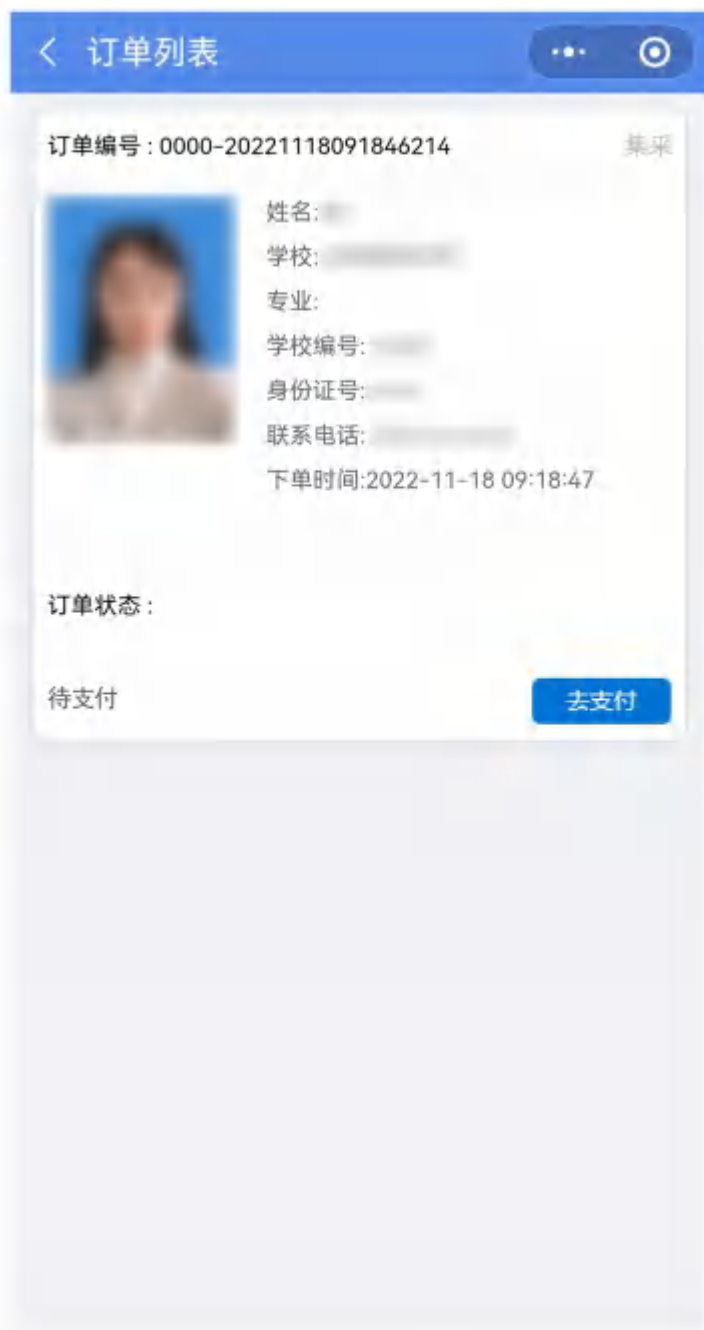 订单列表
订单编号 : 0000-20221118091846214
集采
姓名:
学校:
专业:
学校编号:
身份证号:
联系电话:
下单时间:2022-11-18 09:18:47
订单状态 :
待支付
去支付